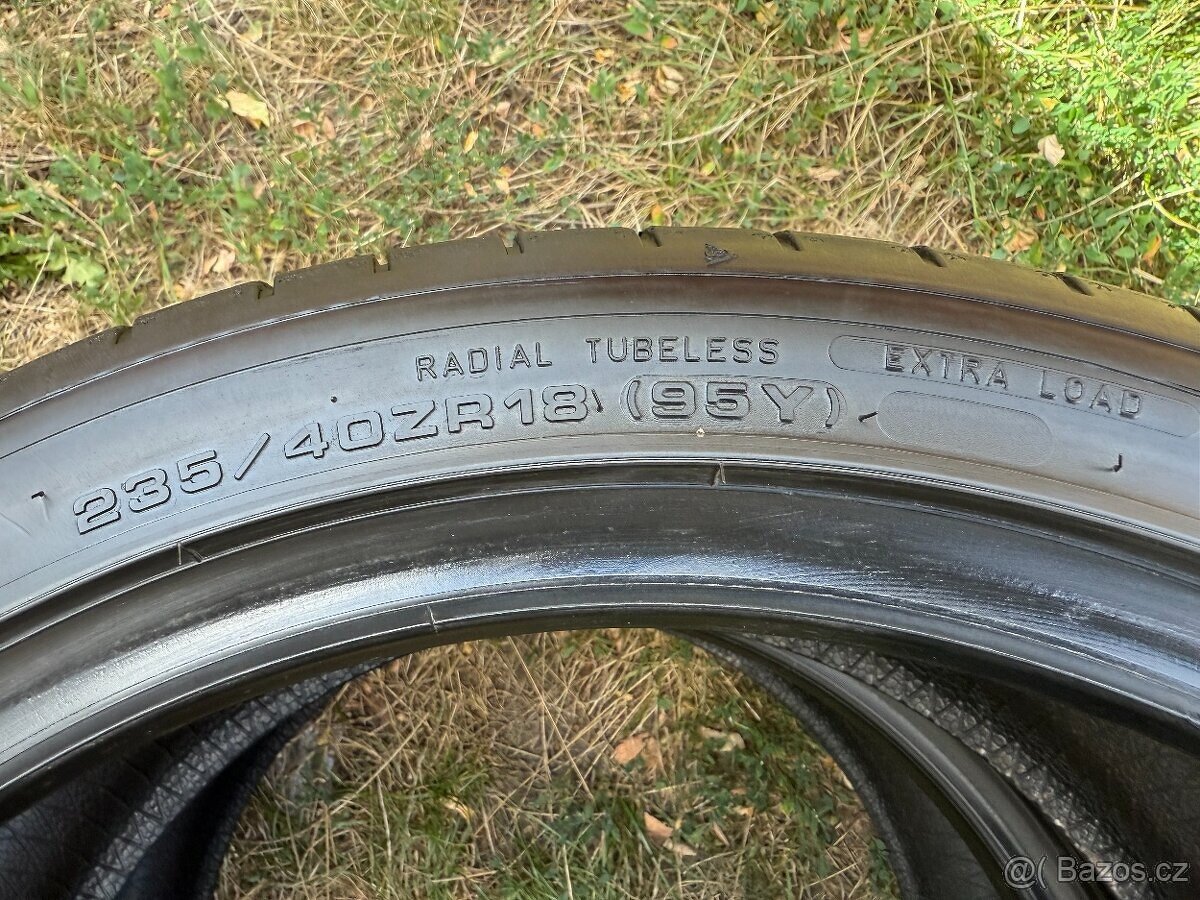 RADIAL TUBELESS
EXTRA LOAD
235/40ZR18 (95Y)
@( Bazos.cz